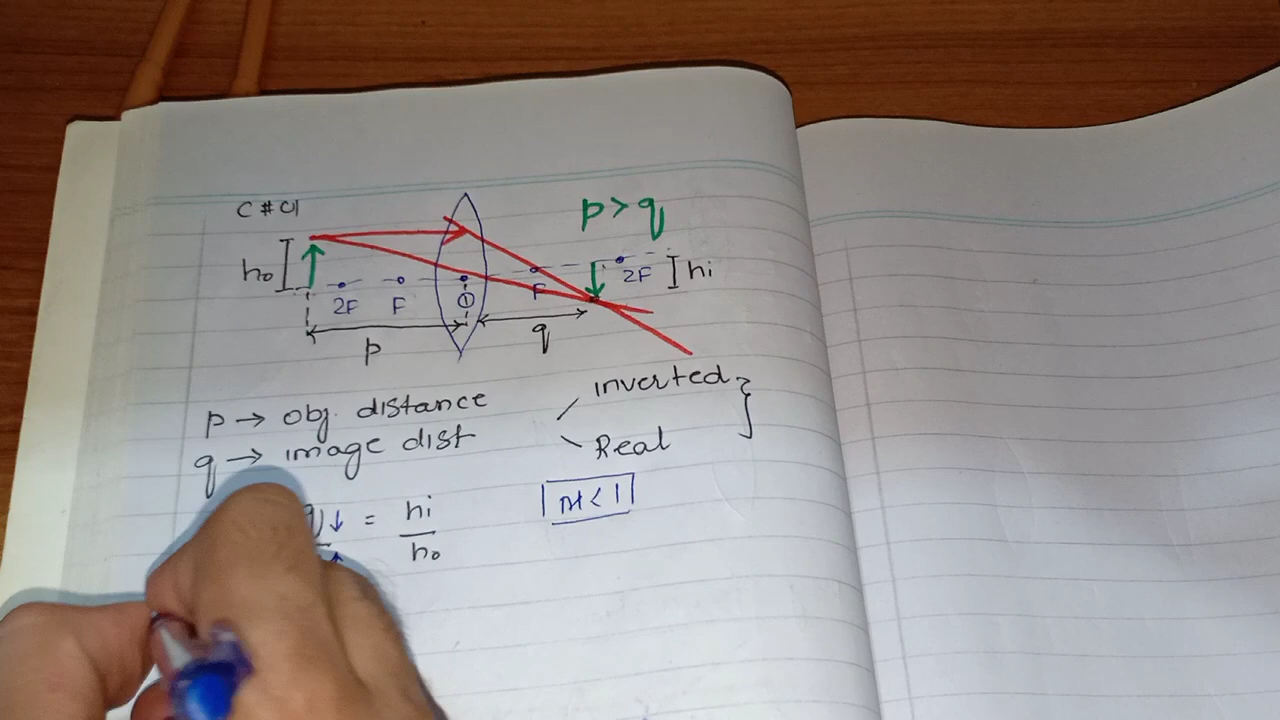 C # 01
p > q
ho
hi
2F F F 2F
p
q
p → obj. distance
q → image dist
inverted
Real
q↓ = hi
ho
m < 1